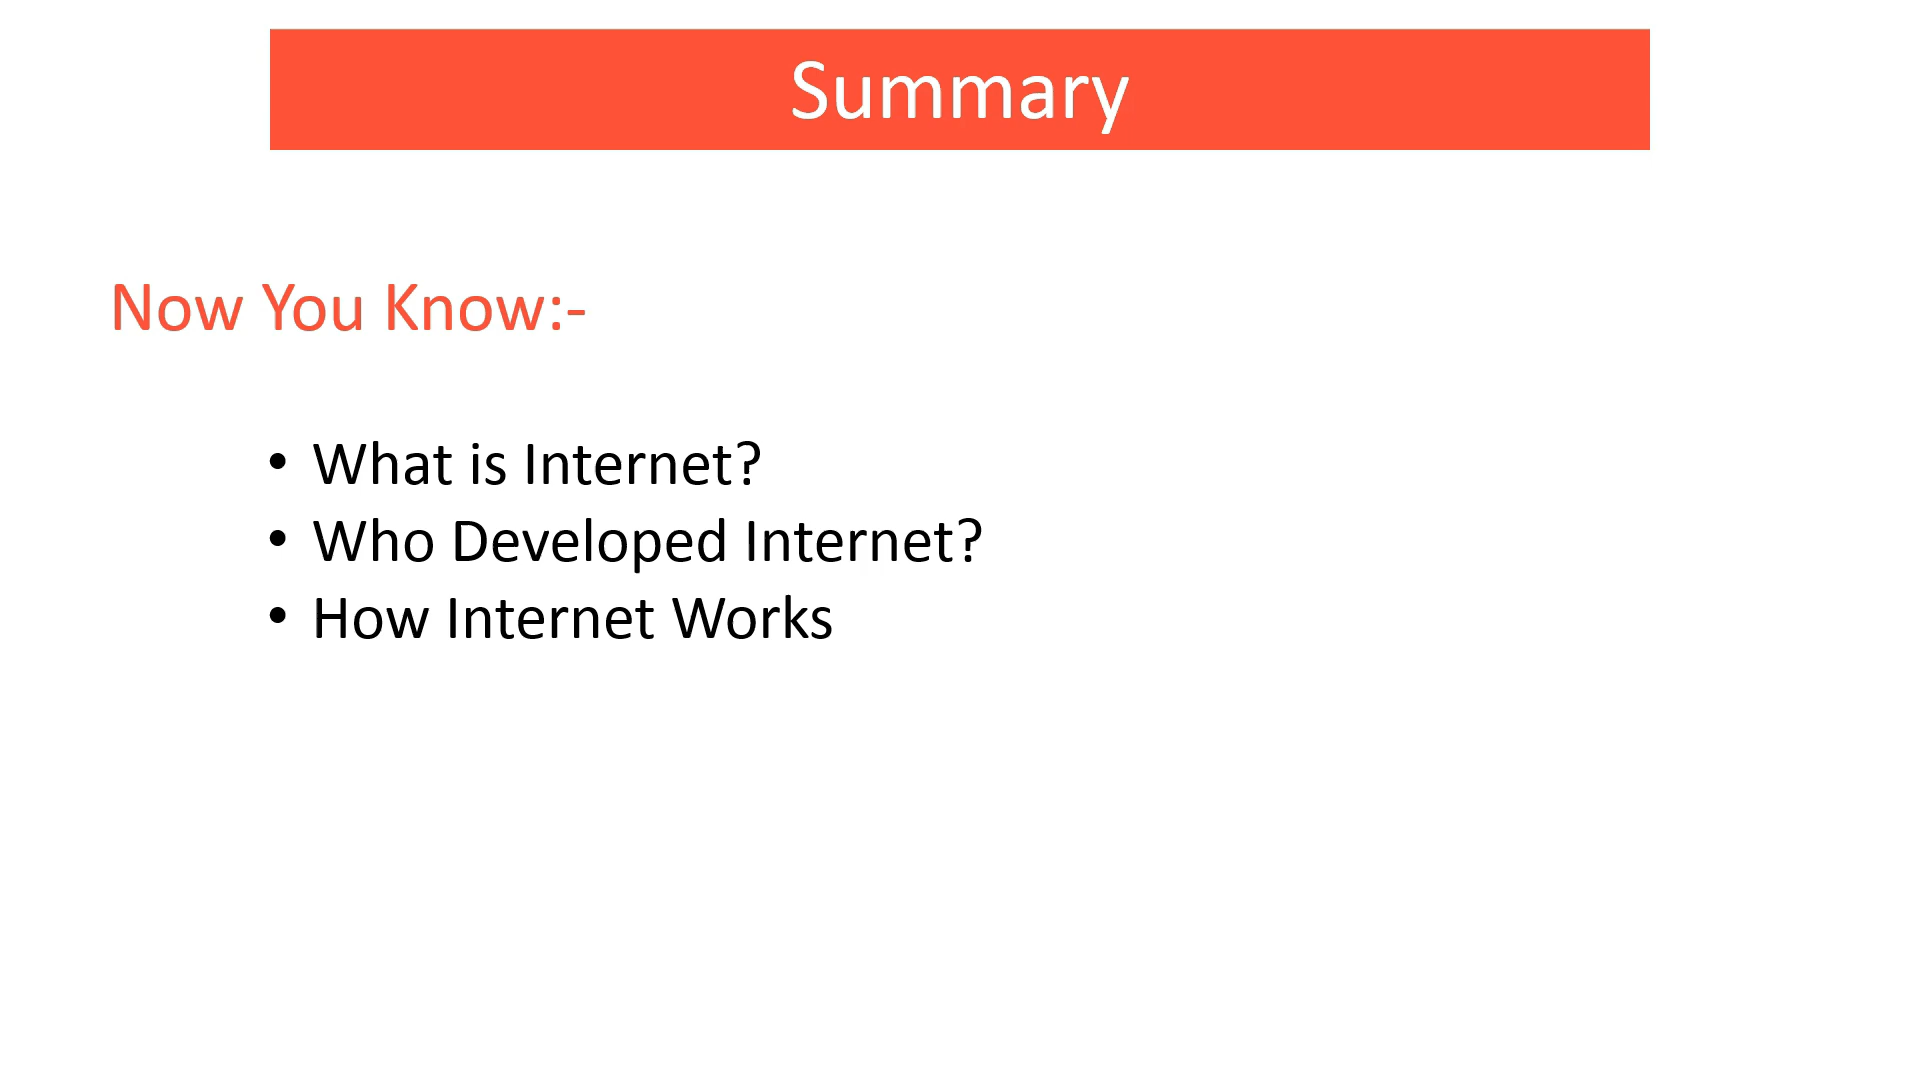 Summary
Now You Know:-
• What is Internet?
• Who Developed Internet?
• How Internet Works